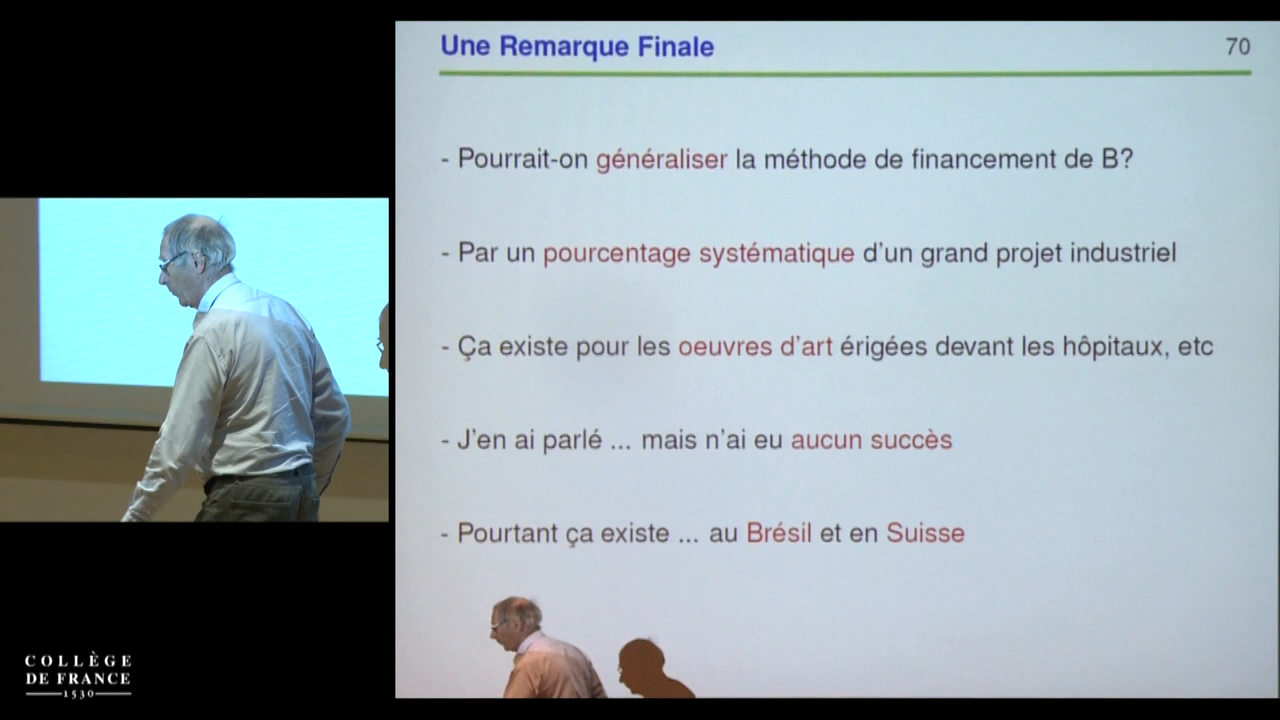 Une Remarque Finale
70
- Pourrait-on généraliser la méthode de financement de B?
- Par un pourcentage systématique d'un grand projet industriel
- Ça existe pour les oeuvres d'art érigées devant les hôpitaux, etc
- J'en ai parlé ... mais n'ai eu aucun succès
- Pourtant ça existe ... au Brésil et en Suisse
COLLÈGE
DE FRANCE
1530